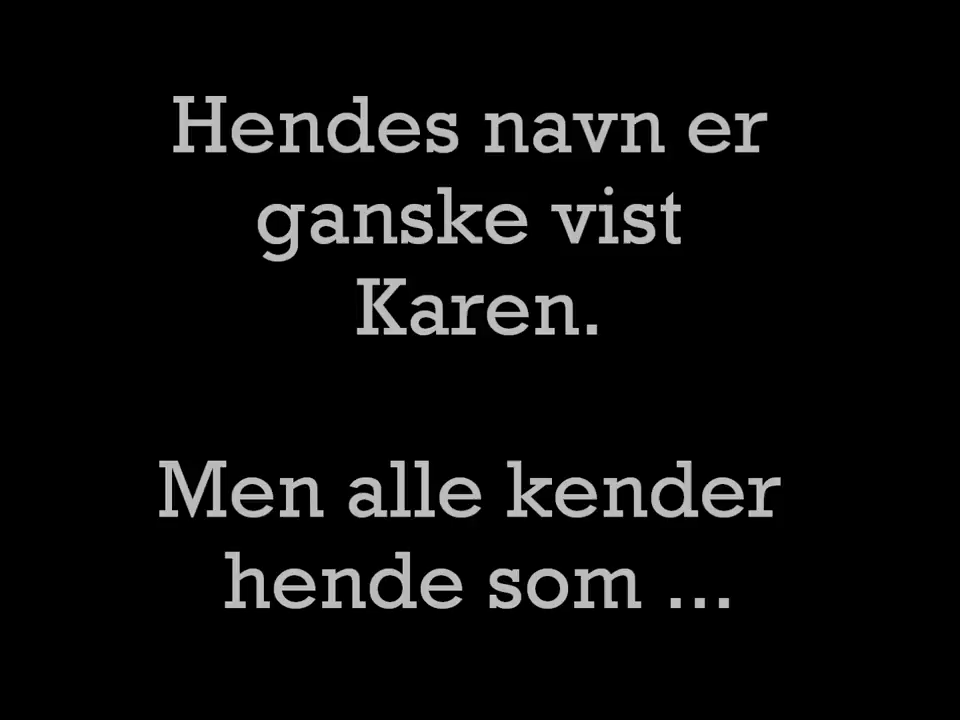 Hendes navn er
ganske vist
Karen.
Men alle kender
hende som ...